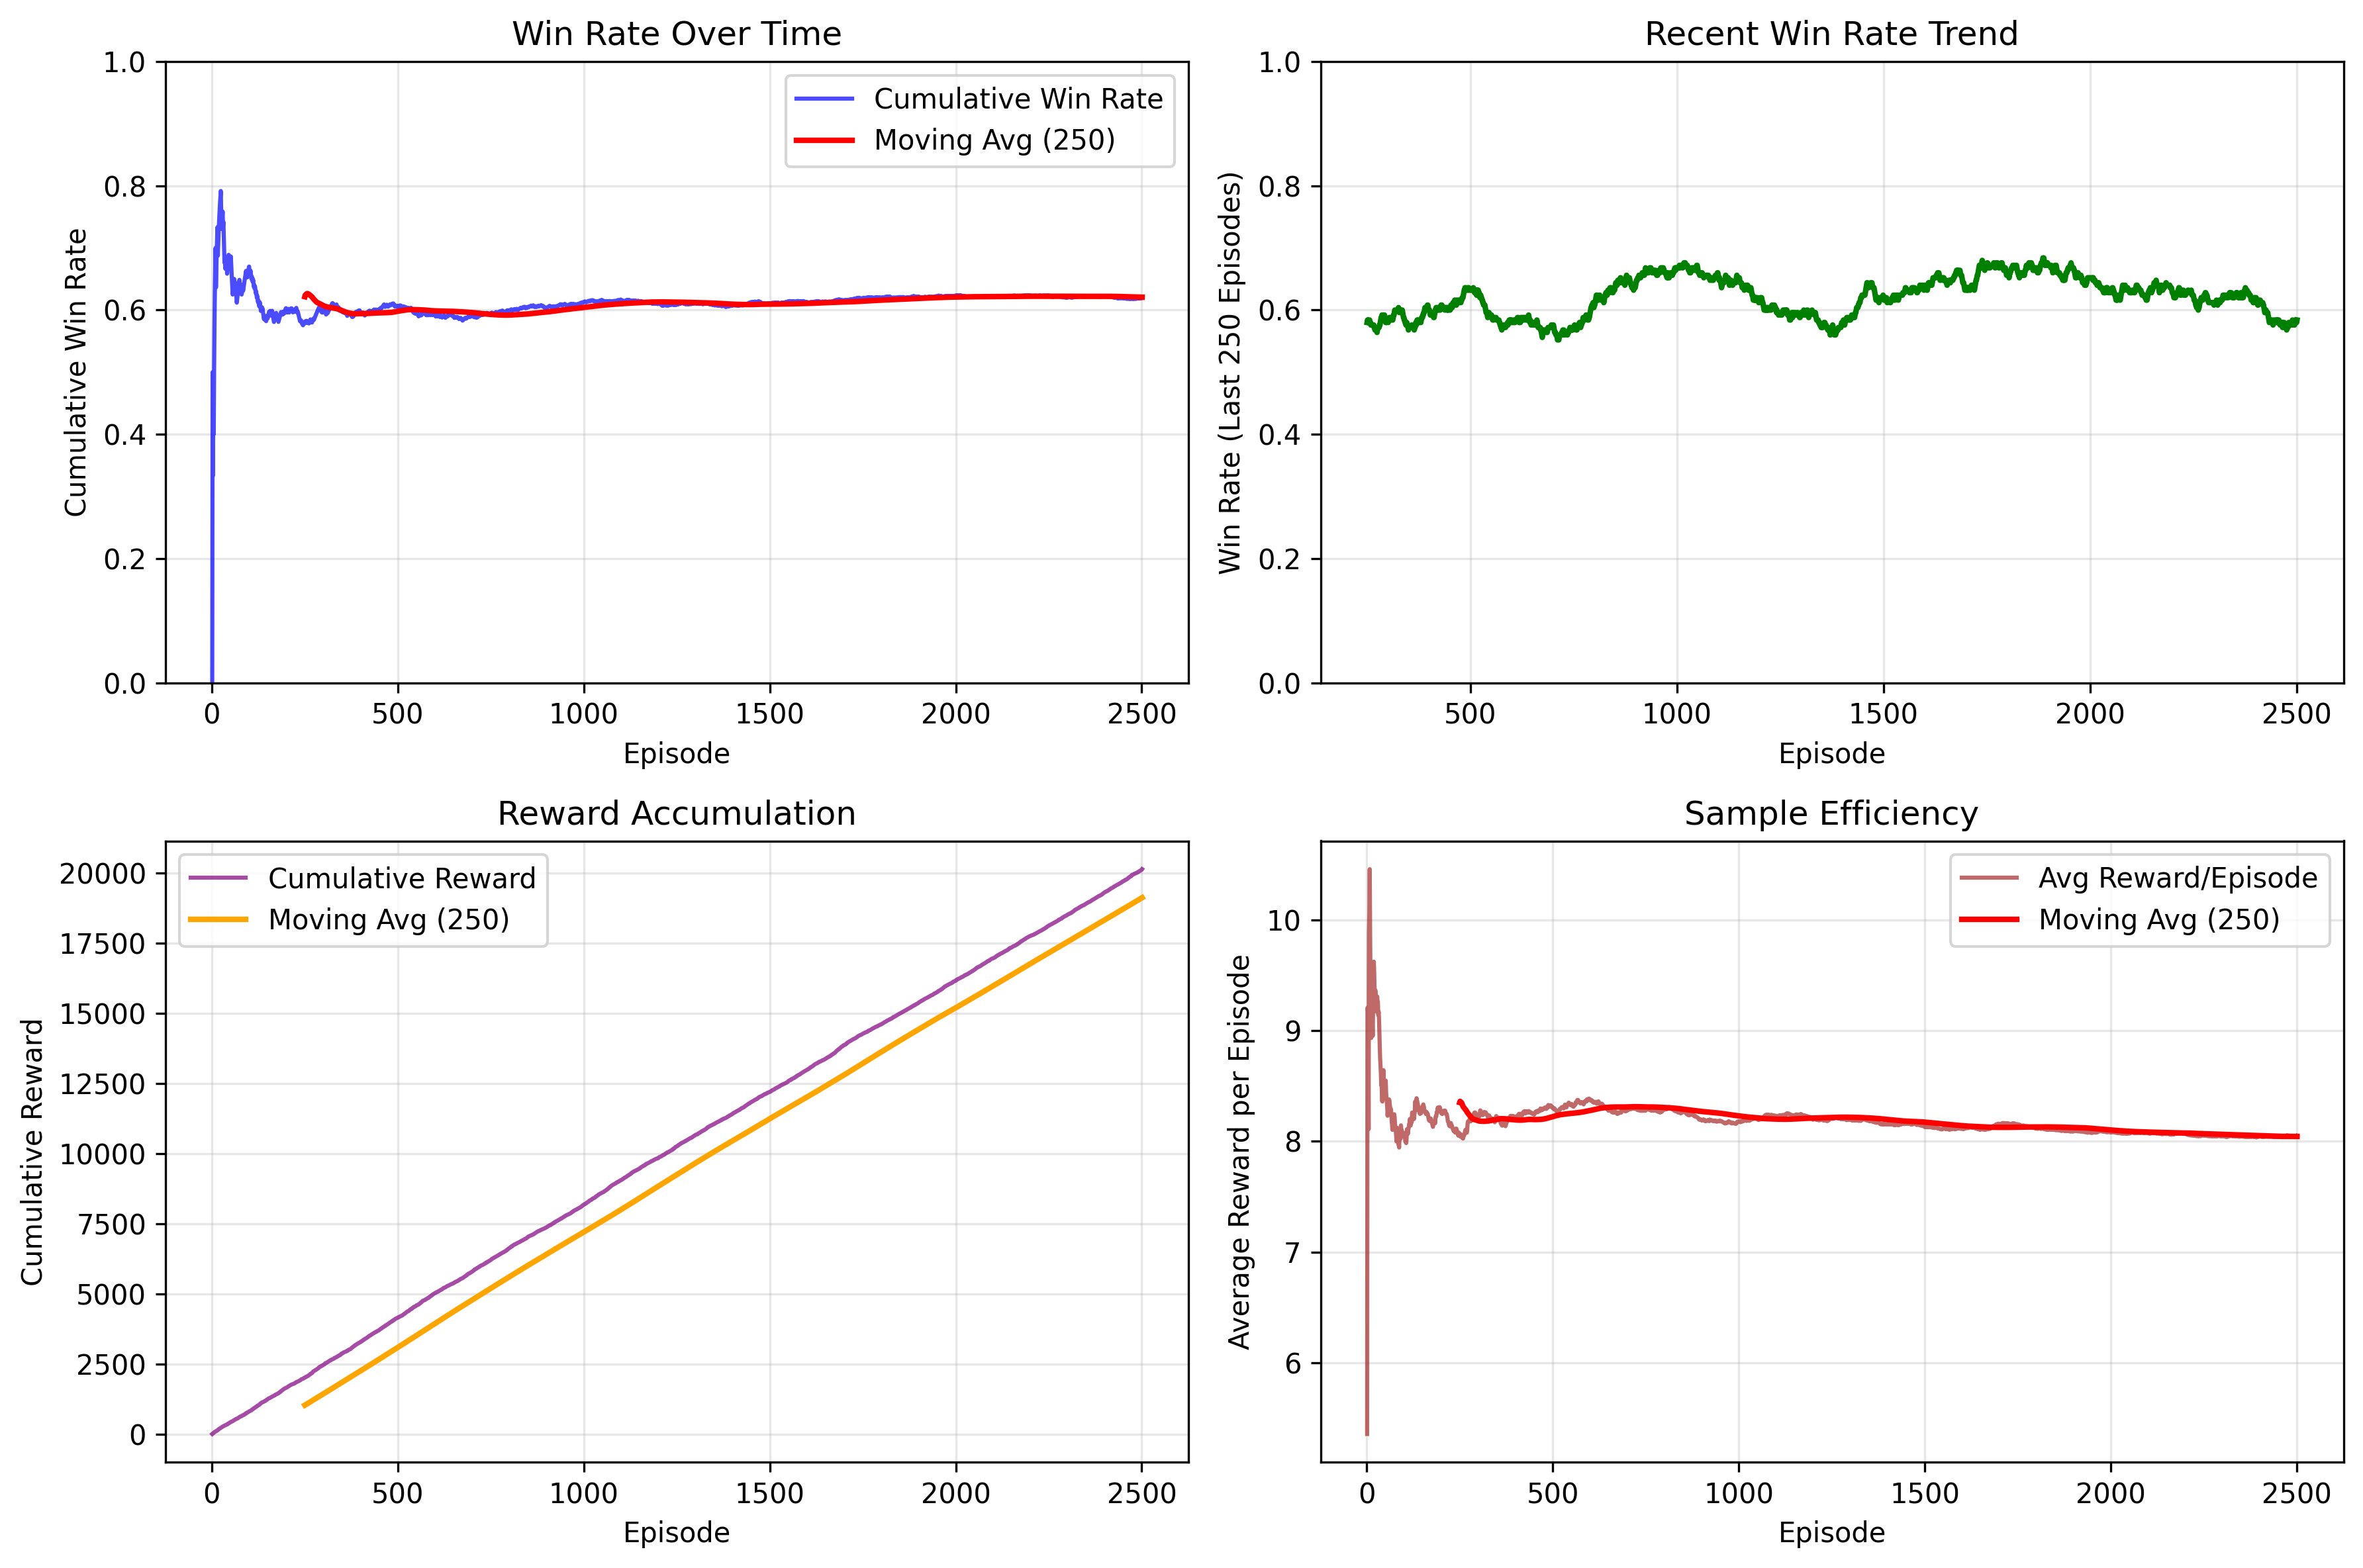 Win Rate Over Time
Cumulative Win Rate
1.0
0.8
0.6
0.4
0.2
0.0
Cumulative Win Rate
Moving Avg (250)
0 500 1000 1500 2000 2500
Episode
Recent Win Rate Trend
Win Rate (Last 250 Episodes)
1.0
0.8
0.6
0.4
0.2
0.0
500 1000 1500 2000 2500
Episode
Reward Accumulation
Cumulative Reward
20000
17500
15000
12500
10000
7500
5000
2500
0
Cumulative Reward
Moving Avg (250)
0 500 1000 1500 2000 2500
Episode
Sample Efficiency
Average Reward per Episode
10
9
8
7
6
Avg Reward/Episode
Moving Avg (250)
0 500 1000 1500 2000 2500
Episode